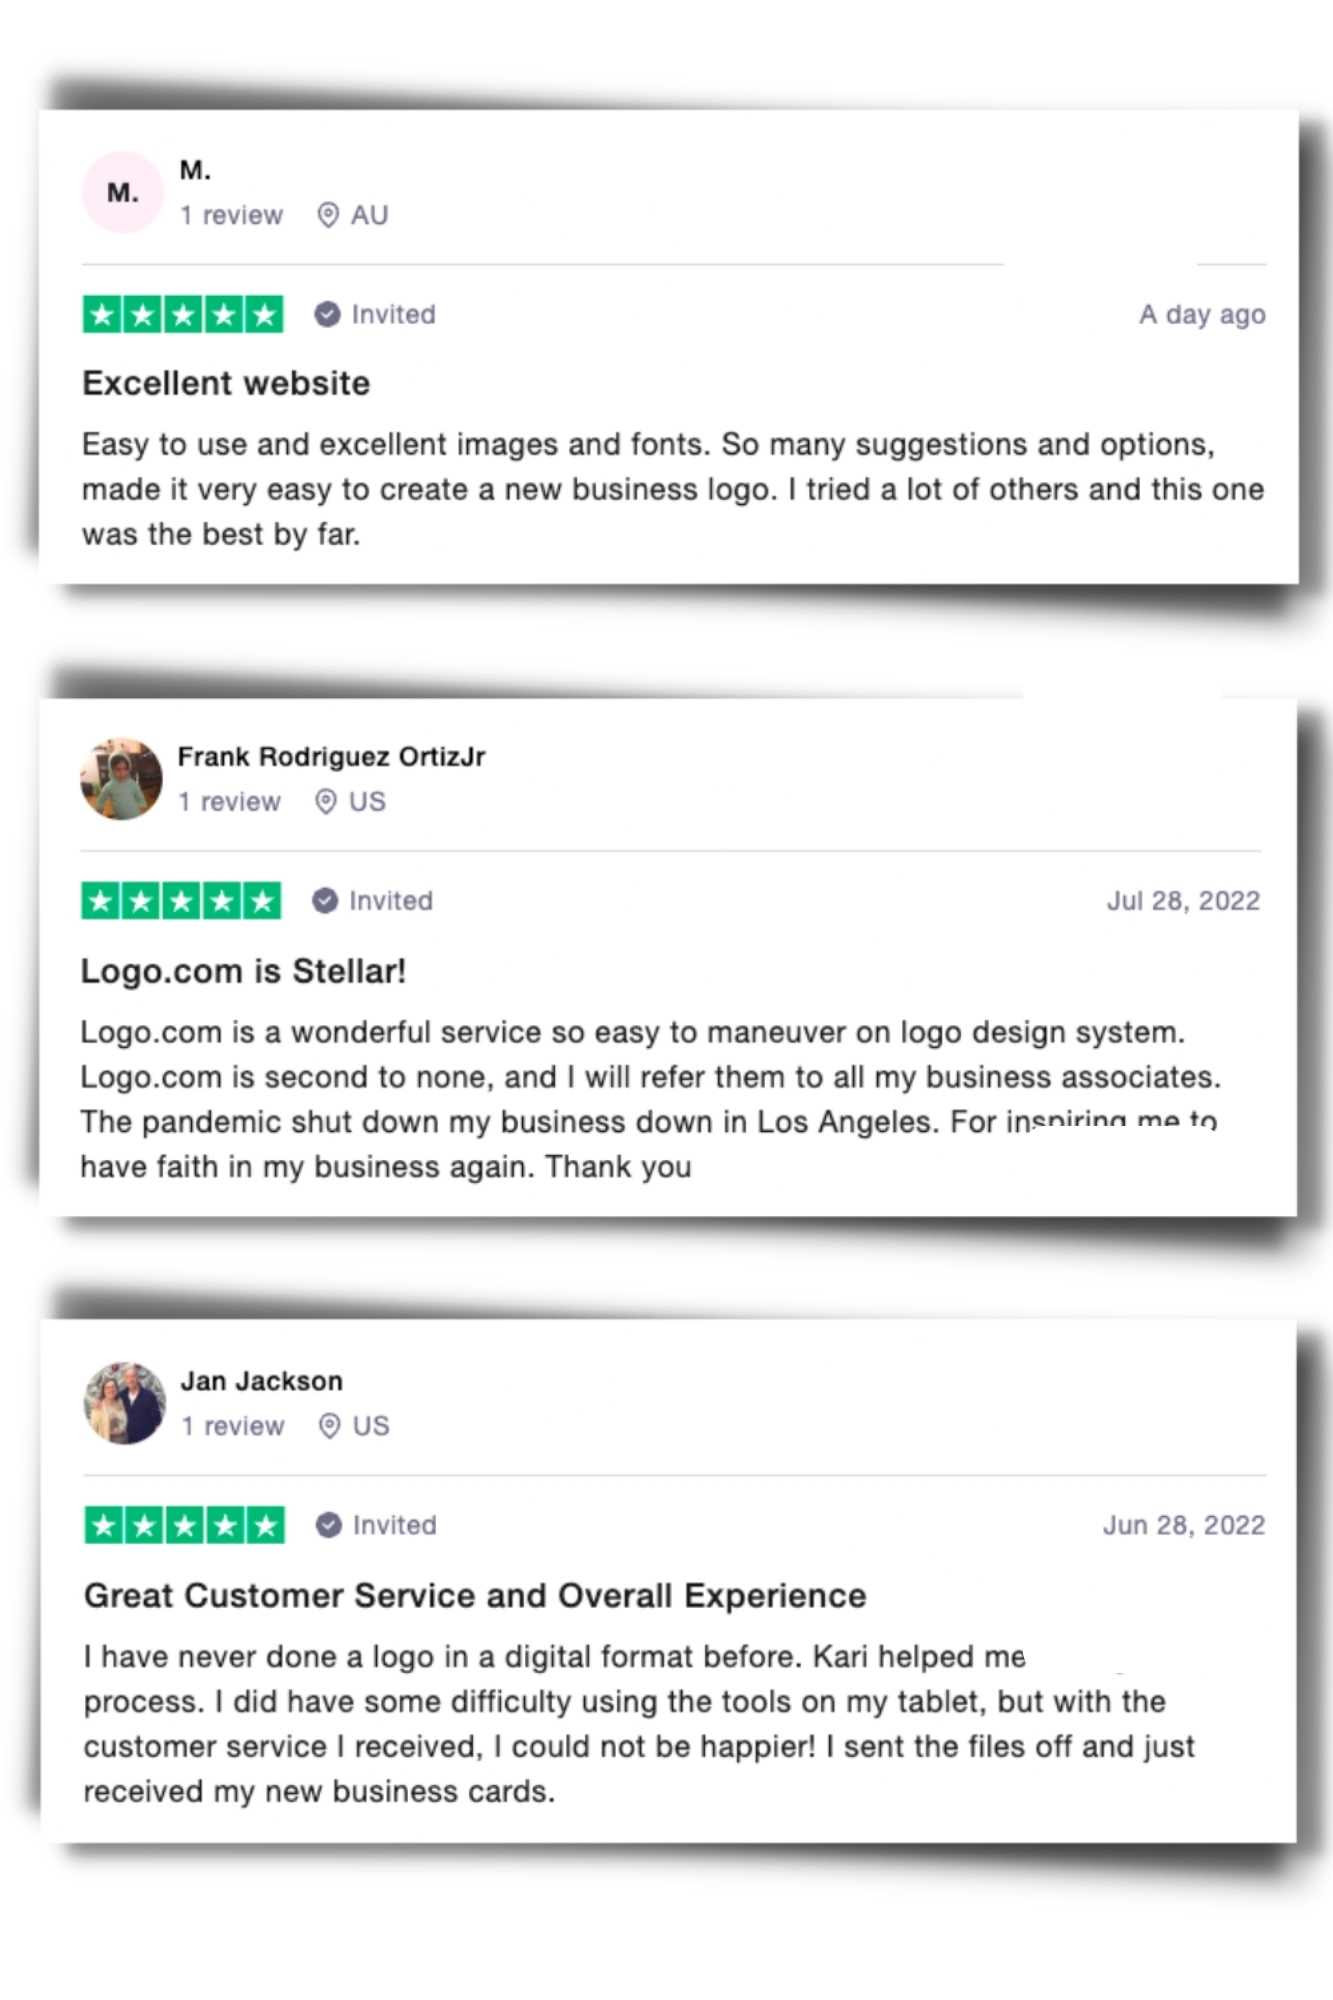 M.
M.
1 review AU
Invited A day ago
Excellent website
Easy to use and excellent images and fonts. So many suggestions and options,
made it very easy to create a new business logo. I tried a lot of others and this one
was the best by far.
Frank Rodriguez OrtizJr
1 review US
Invited Jul 28, 2022
Logo.com is Stellar!
Logo.com is a wonderful service so easy to maneuver on logo design system.
Logo.com is second to none, and I will refer them to all my business associates.
The pandemic shut down my business down in Los Angeles. For inspiring me to
have faith in my business again. Thank you
Jan Jackson
1 review US
Invited Jun 28, 2022
Great Customer Service and Overall Experience
I have never done a logo in a digital format before. Kari helped me
process. I did have some difficulty using the tools on my tablet, but with the
customer service I received, I could not be happier! I sent the files off and just
received my new business cards.